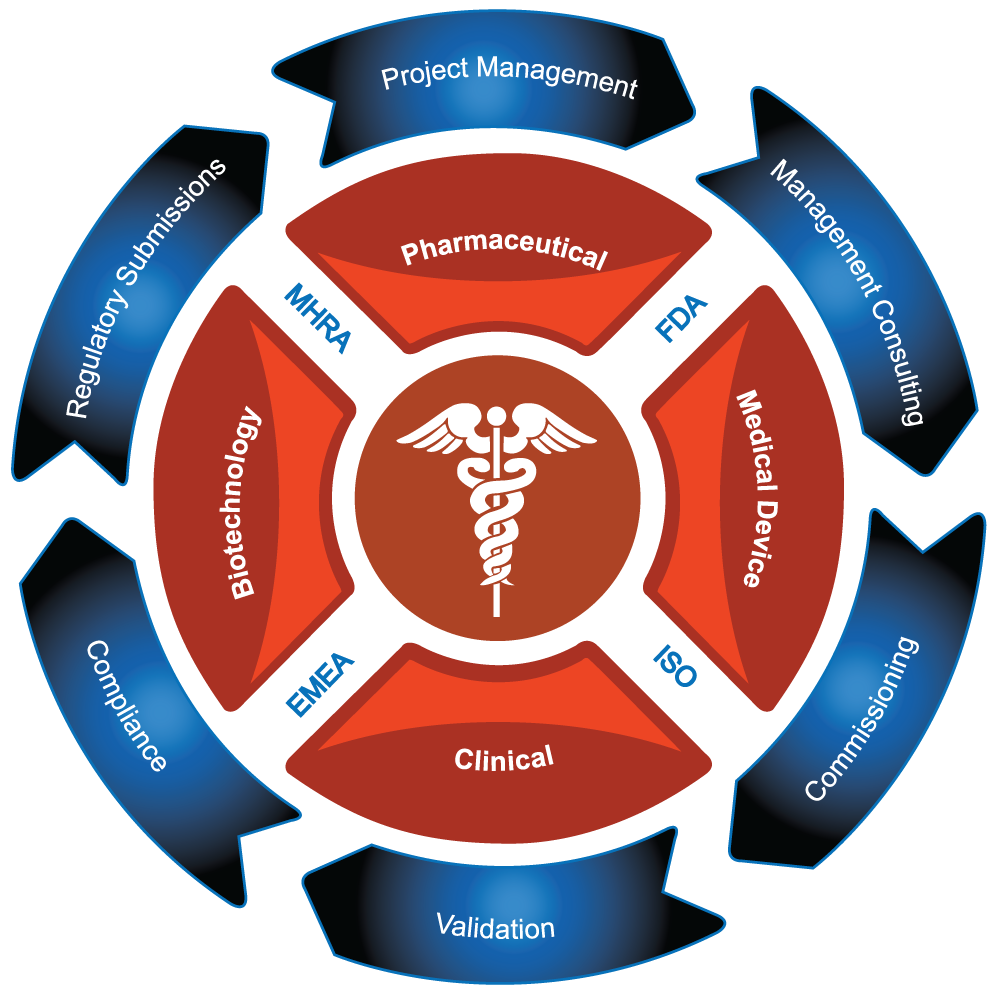 Project Management
Management Consulting
Commissioning
Validation
Compliance
Regulatory Submissions
Pharmaceutical
Medical Device
Clinical
Biotechnology
MHRA
FDA
ISO
EMEA